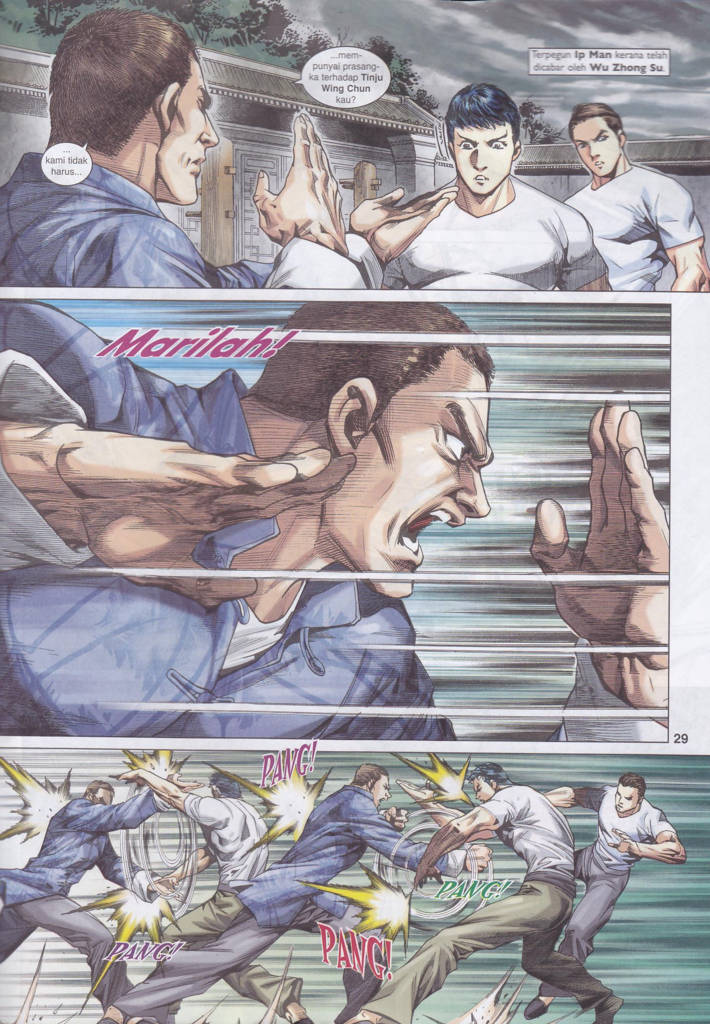 Terpegun Ip Man kerana telah
dicabar oleh Wu Zhong Su.
...
kami tidak
harus...
...mem-
punyai prasang-
ka terhadap Tinju
Wing Chun
kau?
Marilah!
29
PANG!
PANG!
PANG!
PANG!